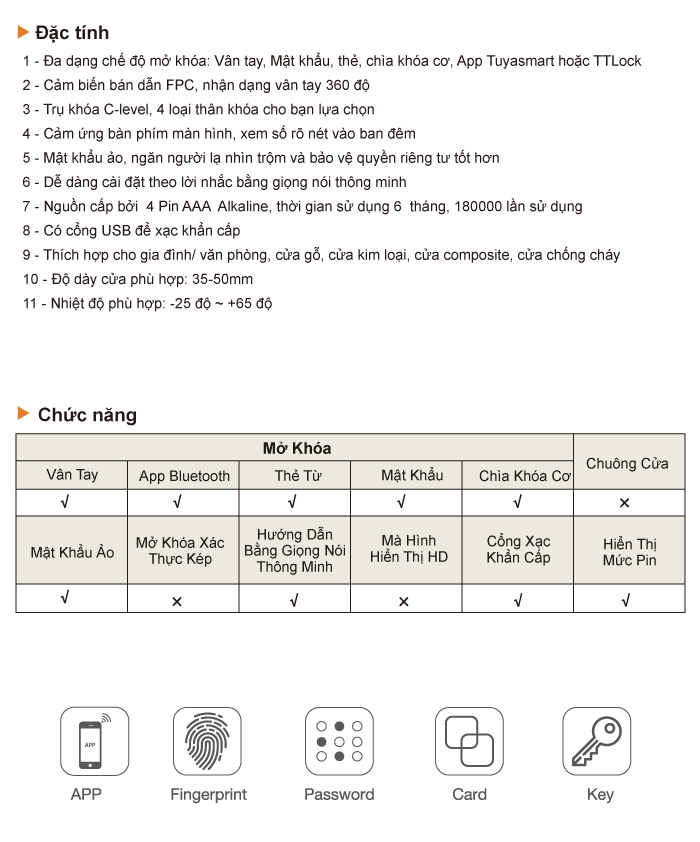 Đặc tính
1 - Đa dạng chế độ mở khóa: Vân tay, Mật khẩu, thẻ, chìa khóa cơ, App Tuyasmart hoặc TTLock
2 - Cảm biến bán dẫn FPC, nhận dạng vân tay 360 độ
3 - Trụ khóa C-level, 4 loại thân khóa cho bạn lựa chọn
4 - Cảm ứng bàn phím màn hình, xem số rõ nét vào ban đêm
5 - Mật khẩu ảo, ngăn người lạ nhìn trộm và bảo vệ quyền riêng tư tốt hơn
6 - Dễ dàng cài đặt theo lời nhắc bằng giọng nói thông minh
7 - Nguồn cấp bởi 4 Pin AAA Alkaline, thời gian sử dụng 6 tháng, 180000 lần sử dụng
8 - Có cổng USB để xạc khẩn cấp
9 - Thích hợp cho gia đình/ văn phòng, cửa gỗ, cửa kim loại, cửa composite, cửa chống cháy
10 - Độ dày cửa phù hợp: 35-50mm
11 - Nhiệt độ phù hợp: -25 độ ~ +65 độ
Chức năng
Mở Khóa
Chuông Cửa
Vân Tay App Bluetooth Thẻ Từ Mật Khẩu Chìa Khóa Cơ
√ √ √ √ √ ×
Mật Khẩu Ảo
Mở Khóa Xác
Thực Kép
Hướng Dẫn
Bằng Giọng Nói
Thông Minh
Mà Hình
Hiển Thị HD
Cổng Xạc
Khẩn Cấp
Hiển Thị
Mức Pin
√ × √ × √ √
APP
APP Fingerprint Password Card Key